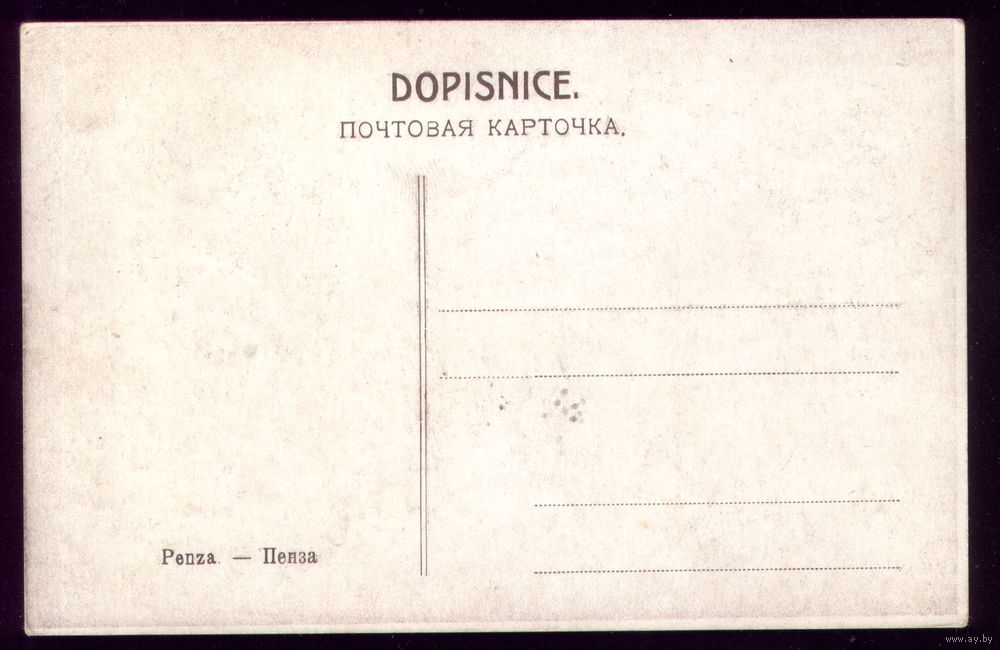 DOPISNICE.
ПОЧТОВАЯ КАРТОЧКА.
Penza. — Пенза
www.ay.by